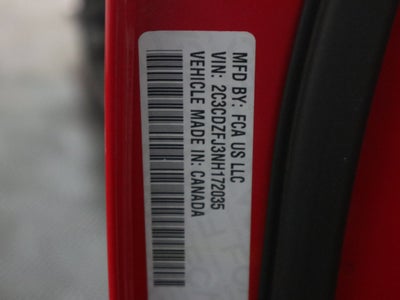 MFD BY: FCA US LLC
VIN: 2C3CDZFJ3NH172035
VEHICLE MADE IN: CANADA